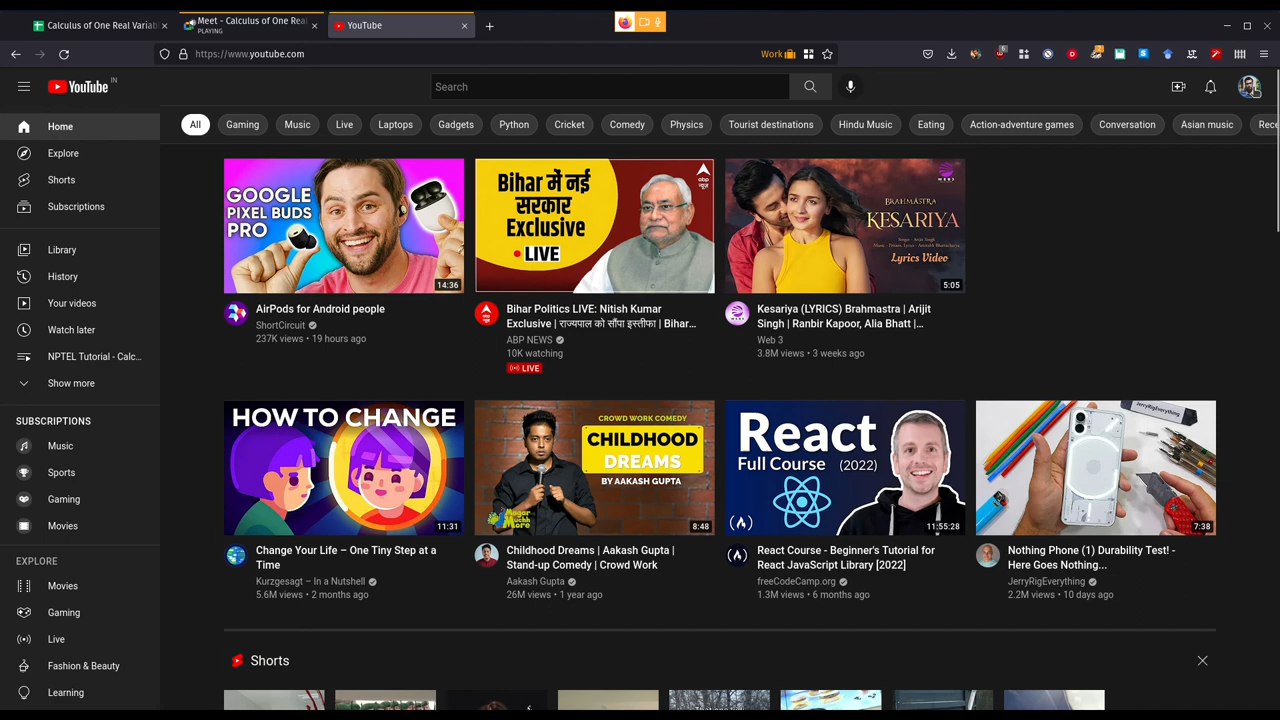 Calculus of One Real Variab
Meet - Calculus of One Real
PLAYING
YouTube
https://www.youtube.com
Work
YouTube IN
Search
All
Gaming
Music
Live
Laptops
Gadgets
Python
Cricket
Comedy
Physics
Tourist destinations
Hindu Music
Eating
Action-adventure games
Conversation
Asian music
Rece
Home
Explore
Shorts
Subscriptions
Library
History
Your videos
Watch later
NPTEL Tutorial - Calc...
Show more
SUBSCRIPTIONS
Music
Sports
Gaming
Movies
EXPLORE
Movies
Gaming
Live
Fashion & Beauty
Learning
GOOGLE
PIXEL BUDS
PRO
14:36
AirPods for Android people
ShortCircuit
237K views • 19 hours ago
Bihar में नई
सरकार
Exclusive
LIVE
abp
न्यूज़
Bihar Politics LIVE: Nitish Kumar
Exclusive | राज्यपाल को सौंपा इस्तीफा | Bihar...
ABP NEWS
10K watching
LIVE
BRAHMASTRA
KESARIYA
Lyrics Video
5:05
Kesariya (LYRICS) Brahmastra | Arijit
Singh | Ranbir Kapoor, Alia Bhatt |...
Web 3
3.8M views • 3 weeks ago
HOW TO CHANGE
11:31
Change Your Life – One Tiny Step at a
Time
Kurzgesagt – In a Nutshell
5.6M views • 2 months ago
CROWD WORK COMEDY
CHILDHOOD
DREAMS
BY AAKASH GUPTA
Magar
Muchh
More
8:48
Childhood Dreams | Aakash Gupta |
Stand-up Comedy | Crowd Work
Aakash Gupta
26M views • 1 year ago
React
Full Course (2022)
11:55:28
React Course - Beginner's Tutorial for
React JavaScript Library [2022]
freeCodeCamp.org
1.3M views • 6 months ago
JerryRigEverything
7:38
Nothing Phone (1) Durability Test! -
Here Goes Nothing...
JerryRigEverything
2.2M views • 10 days ago
Shorts